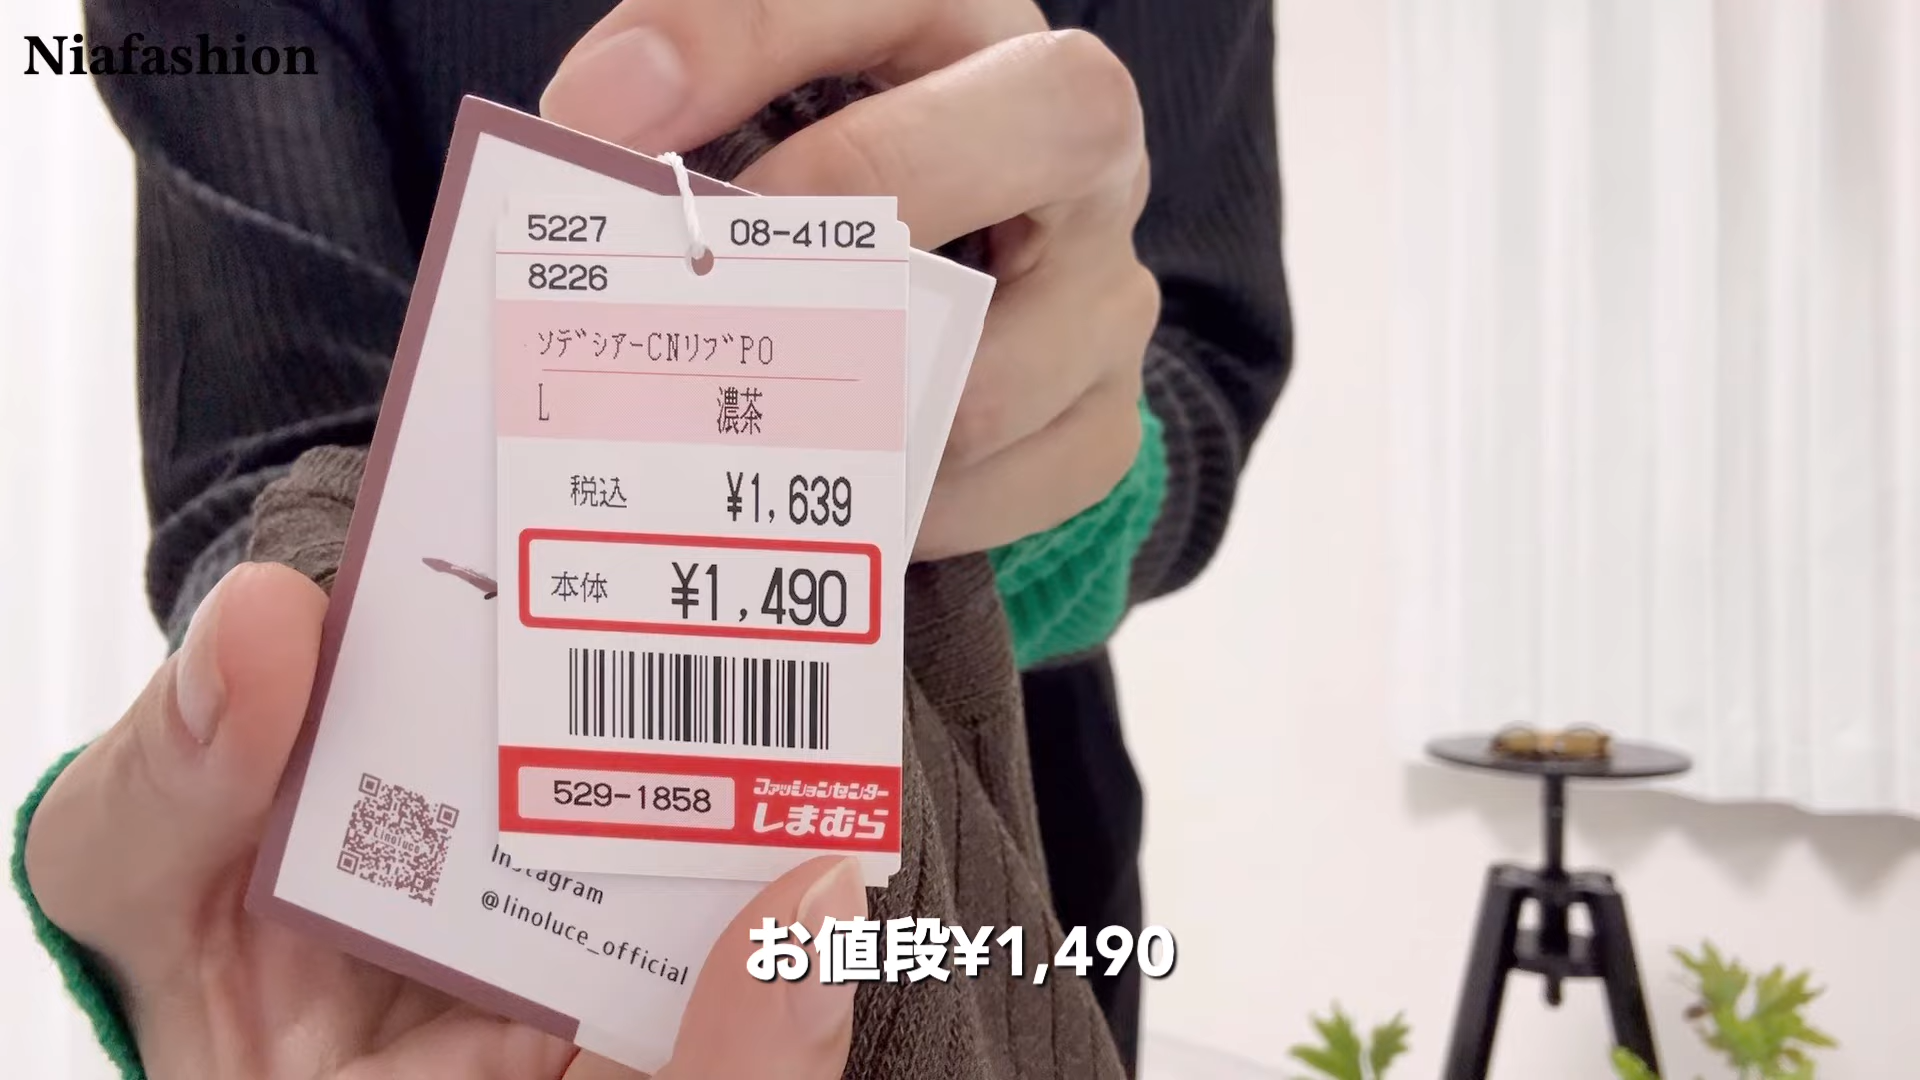 Niafashion
5227 08-4102
8226
ソデシアーCNリブPO
L 濃茶
税込 ¥1,639
本体 ¥1,490
529-1858
ファッションセンター
しまむら
Linoluce
Instagram
@linoluce_official
お値段¥1,490